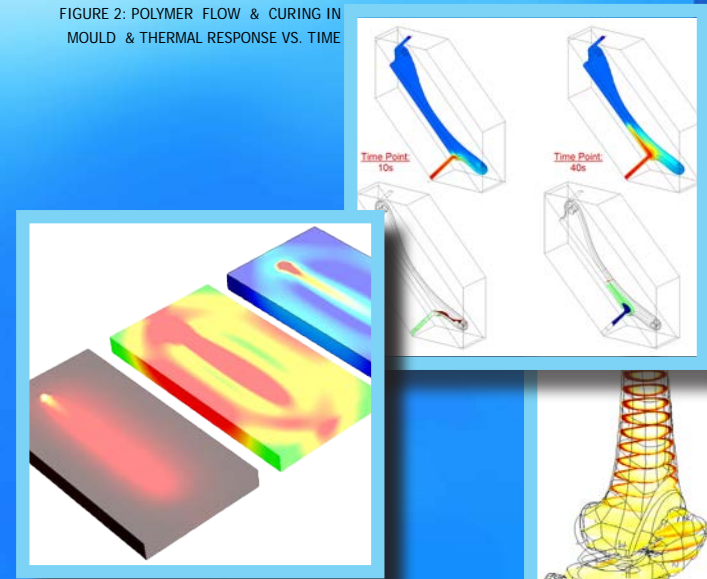 FIGURE 2: POLYMER FLOW & CURING IN
MOULD & THERMAL RESPONSE VS. TIME
Time Point:
10s
Time Point:
40s